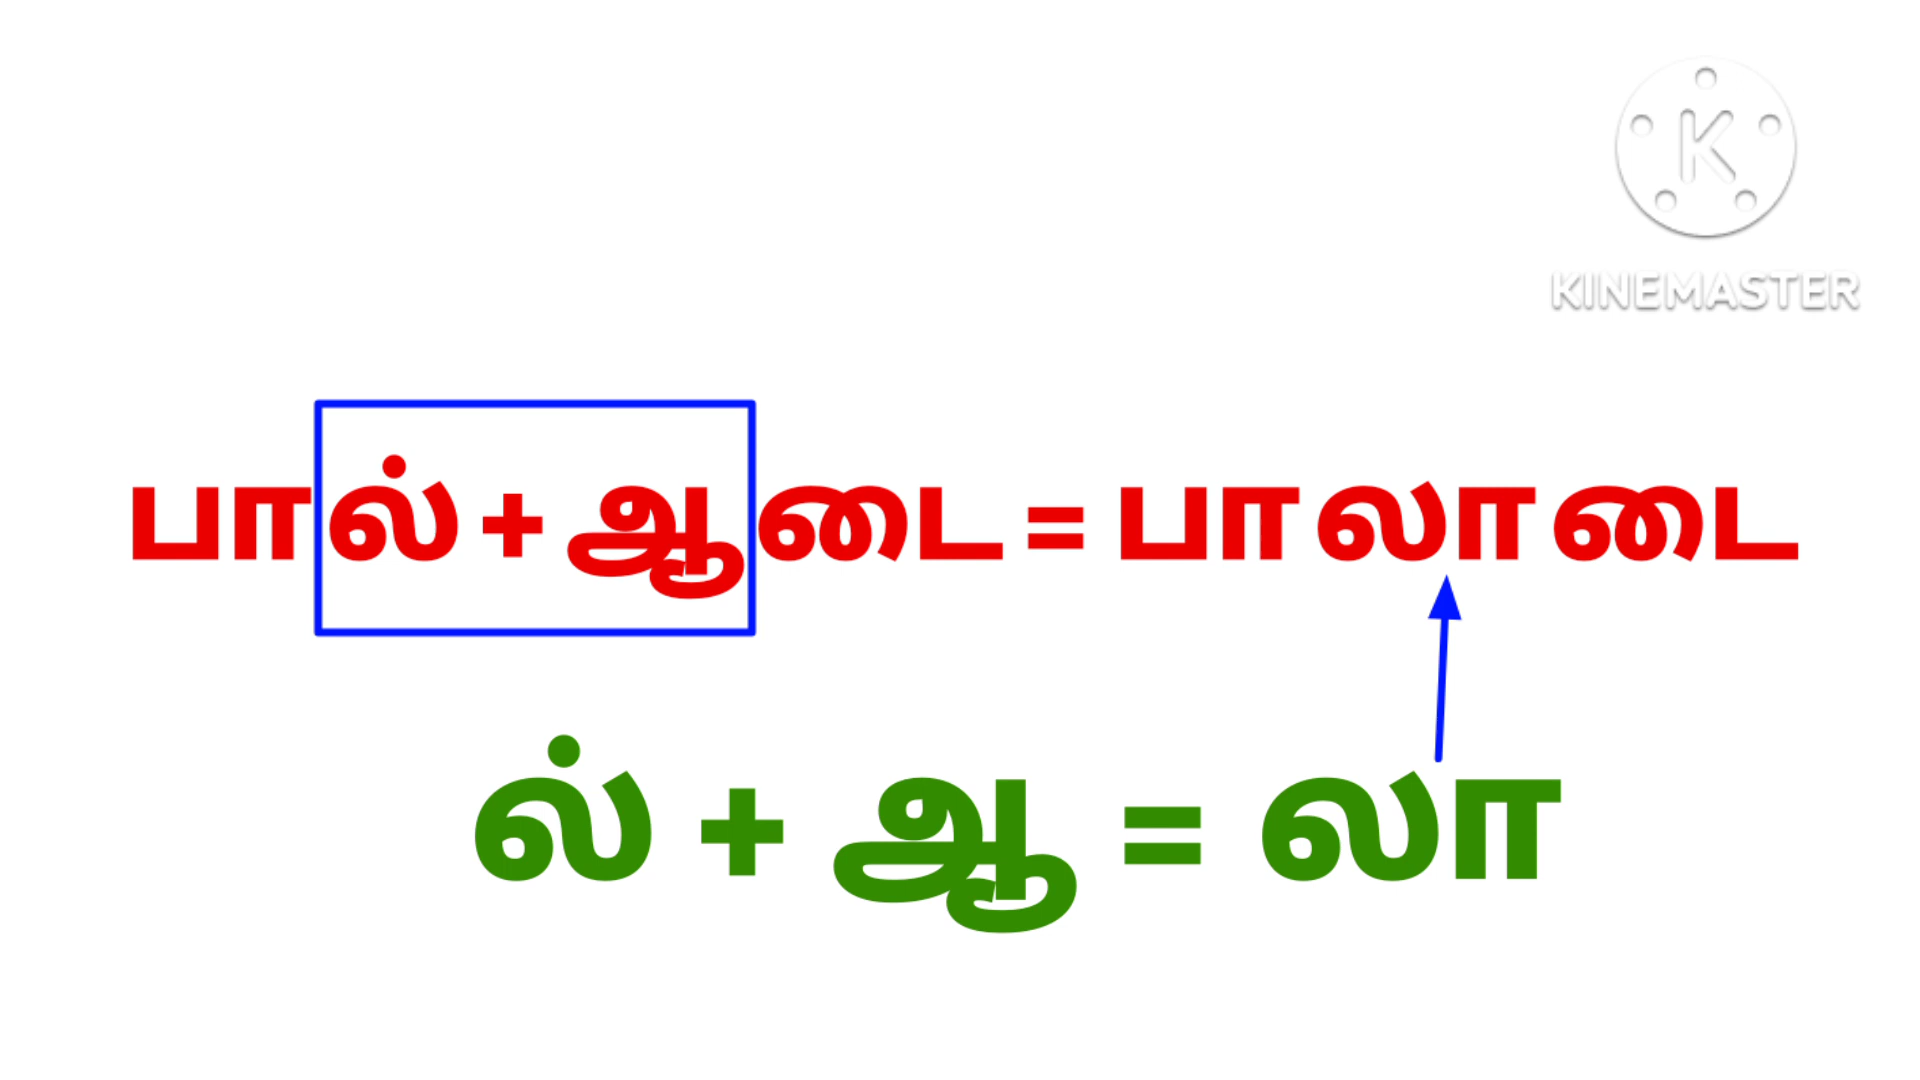 K
KINEMASTER
பால் + ஆடை = பாலாடை
ல் + ஆ = லா